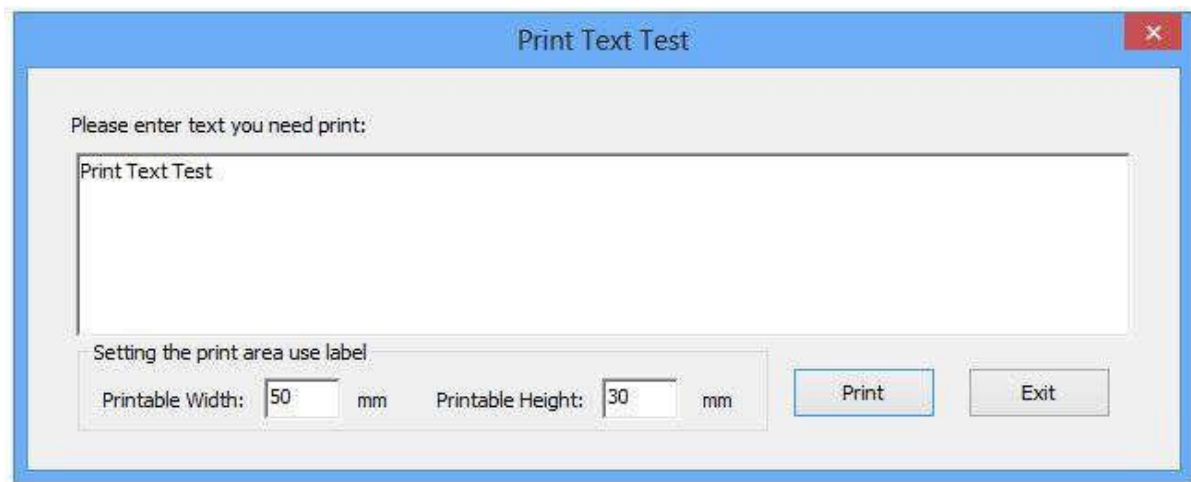 Print Text Test
Please enter text you need print:
Print Text Test
Setting the print area use label
Printable Width: 50 mm Printable Height: 30 mm Print Exit